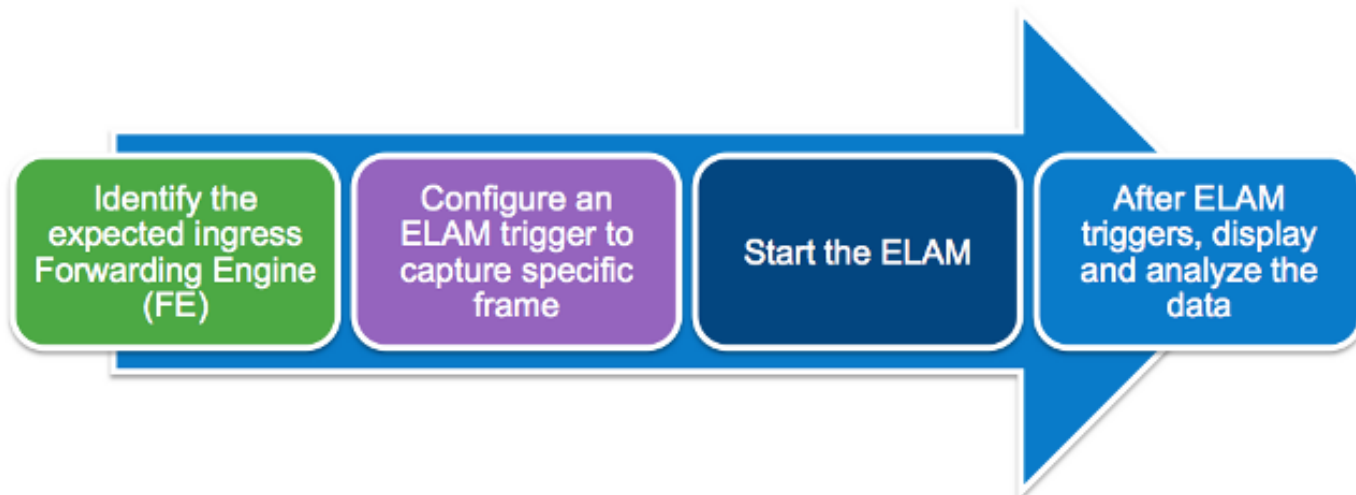 Identify the
expected ingress
Forwarding Engine
(FE)
Configure an
ELAM trigger to
capture specific
frame
Start the ELAM
After ELAM
triggers, display
and analyze the
data